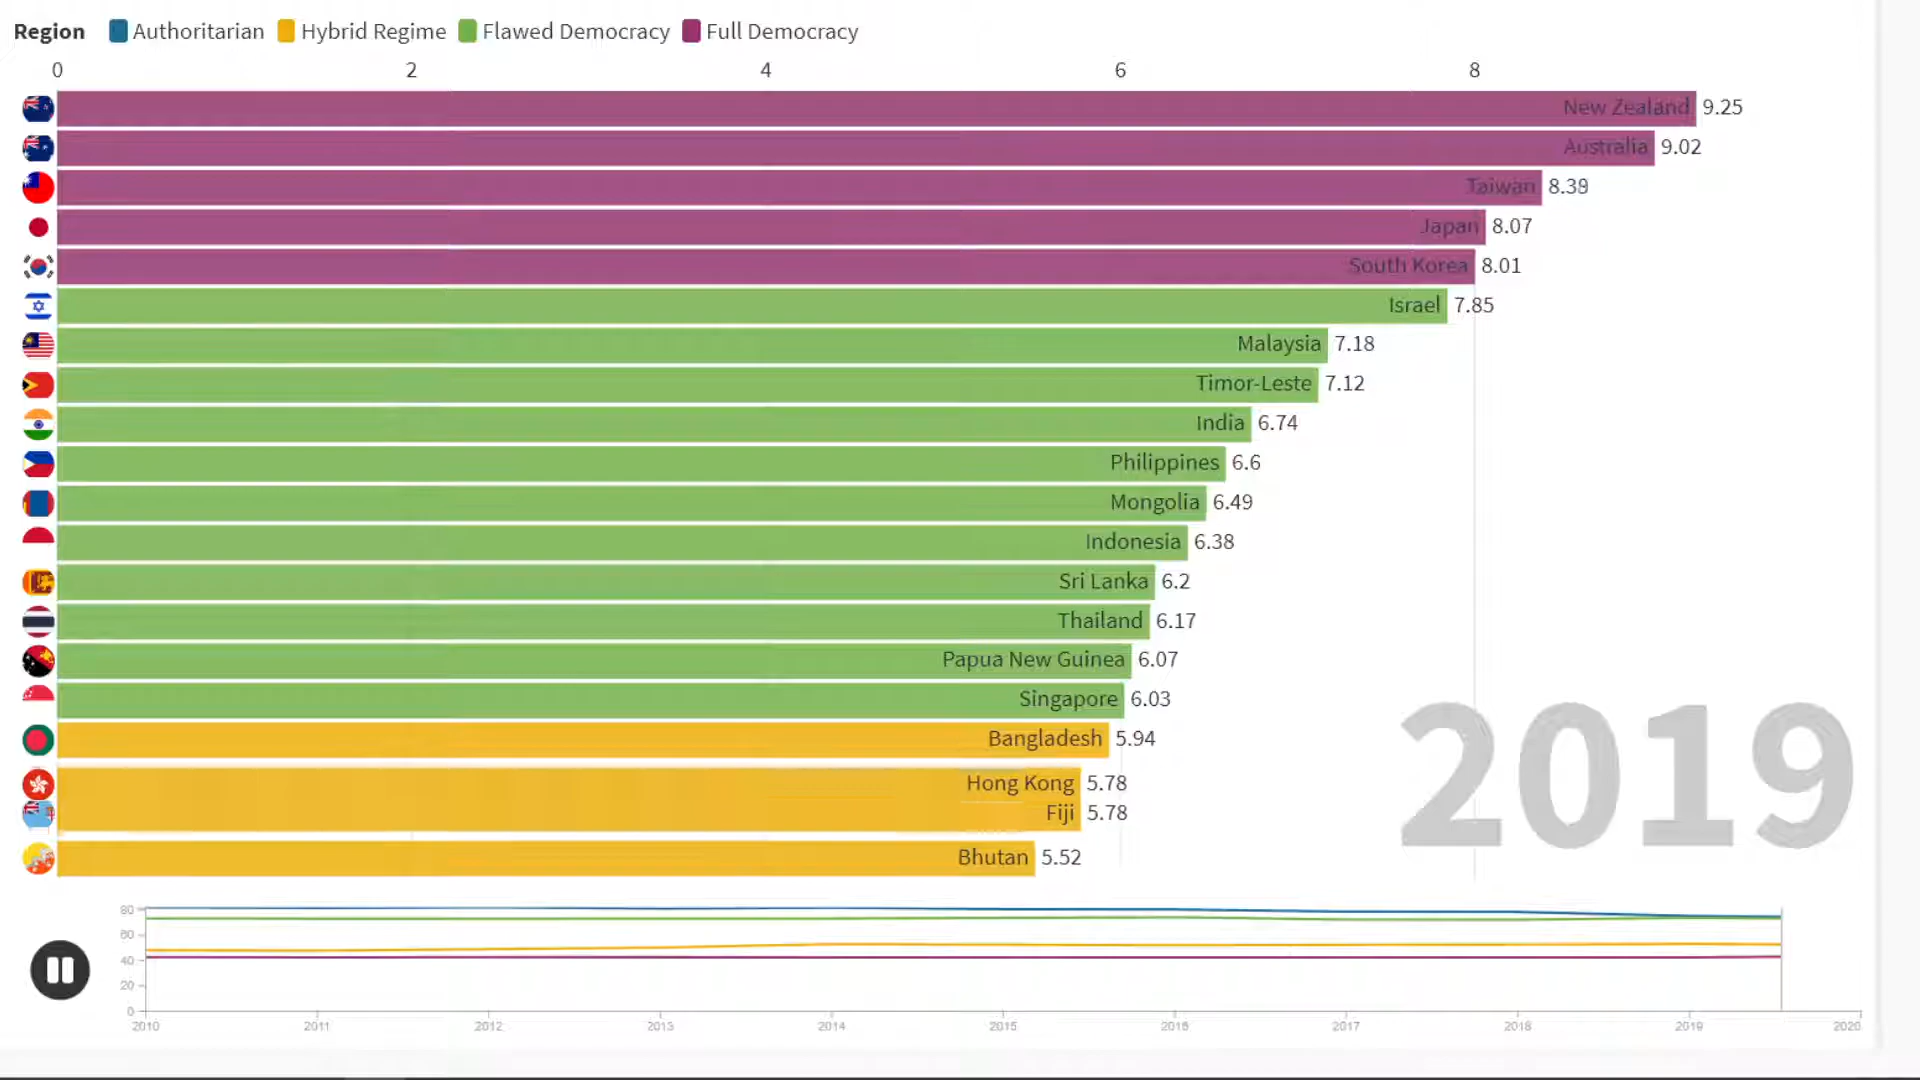 Region Authoritarian Hybrid Regime Flawed Democracy Full Democracy
0 2 4 6 8
New Zealand 9.25
Australia 9.02
Taiwan 8.39
Japan 8.07
South Korea 8.01
Israel 7.85
Malaysia 7.18
Timor-Leste 7.12
India 6.74
Philippines 6.6
Mongolia 6.49
Indonesia 6.38
Sri Lanka 6.2
Thailand 6.17
Papua New Guinea 6.07
Singapore 6.03
Bangladesh 5.94
Hong Kong 5.78
Fiji 5.78
Bhutan 5.52
2019
80
60
40
20
0
2010 2011 2012 2013 2014 2015 2016 2017 2018 2019 2020